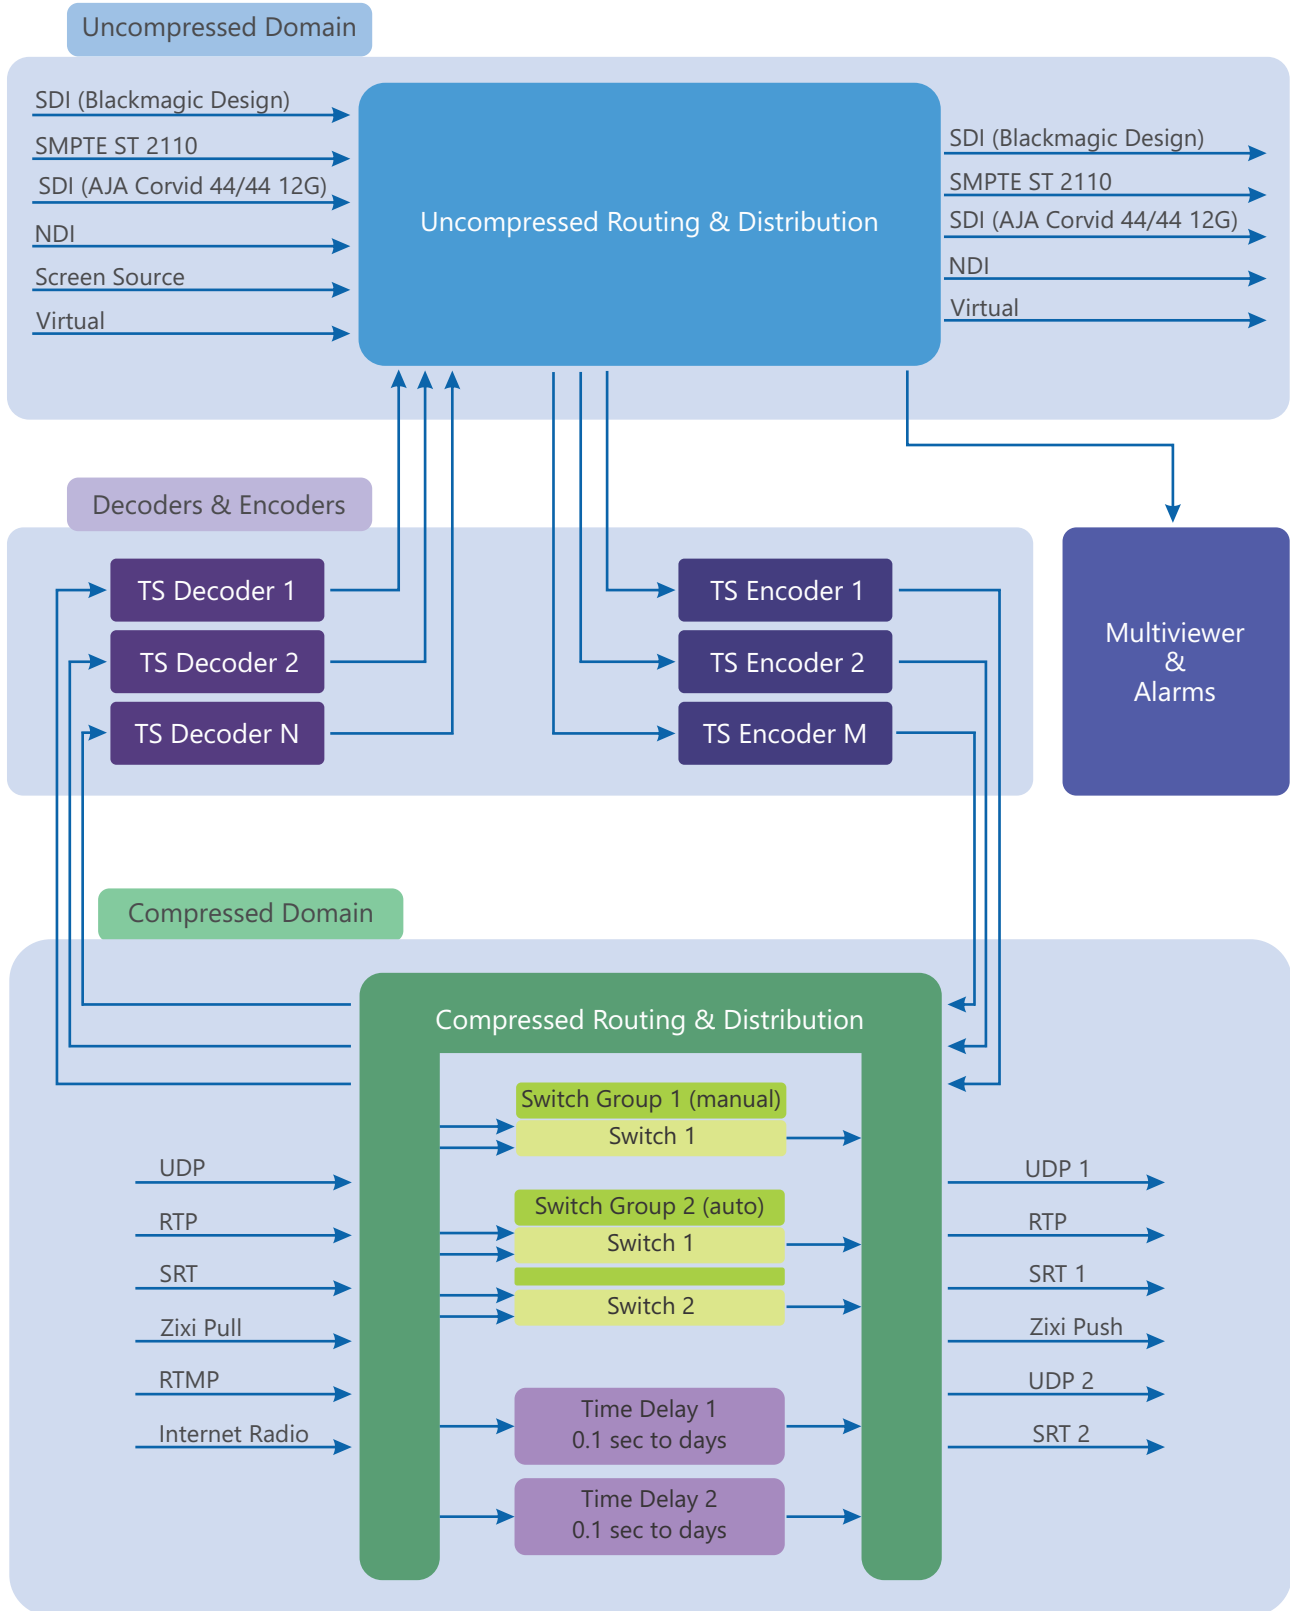 Uncompressed Domain
SDI (Blackmagic Design)
SMPTE ST 2110
SDI (AJA Corvid 44/44 12G)
NDI
Screen Source
Virtual
Uncompressed Routing & Distribution
SDI (Blackmagic Design)
SMPTE ST 2110
SDI (AJA Corvid 44/44 12G)
NDI
Virtual
Decoders & Encoders
TS Decoder 1
TS Decoder 2
TS Decoder N
TS Encoder 1
TS Encoder 2
TS Encoder M
Multiviewer
&
Alarms
Compressed Domain
Compressed Routing & Distribution
UDP
RTP
SRT
Zixi Pull
RTMP
Internet Radio
Switch Group 1 (manual)
Switch 1
Switch Group 2 (auto)
Switch 1
Switch 2
Time Delay 1
0.1 sec to days
Time Delay 2
0.1 sec to days
UDP 1
RTP
SRT 1
Zixi Push
UDP 2
SRT 2